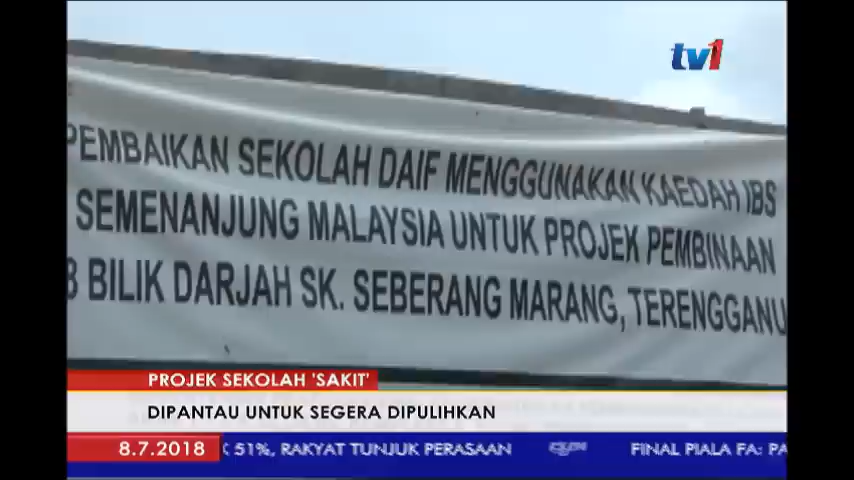 tv1
PEMBAIKAN SEKOLAH DAIF MENGGUNAKAN KAEDAH IBS
SEMENANJUNG MALAYSIA UNTUK PROJEK PEMBINAAN
BILIK DARJAH SK. SEBERANG MARANG, TERENGGANU
PROJEK SEKOLAH 'SAKIT'
DIPANTAU UNTUK SEGERA DIPULIHKAN
8.7.2018 K 51%, RAKYAT TUNJUK PERASAAN FINAL PIALA FA: PA